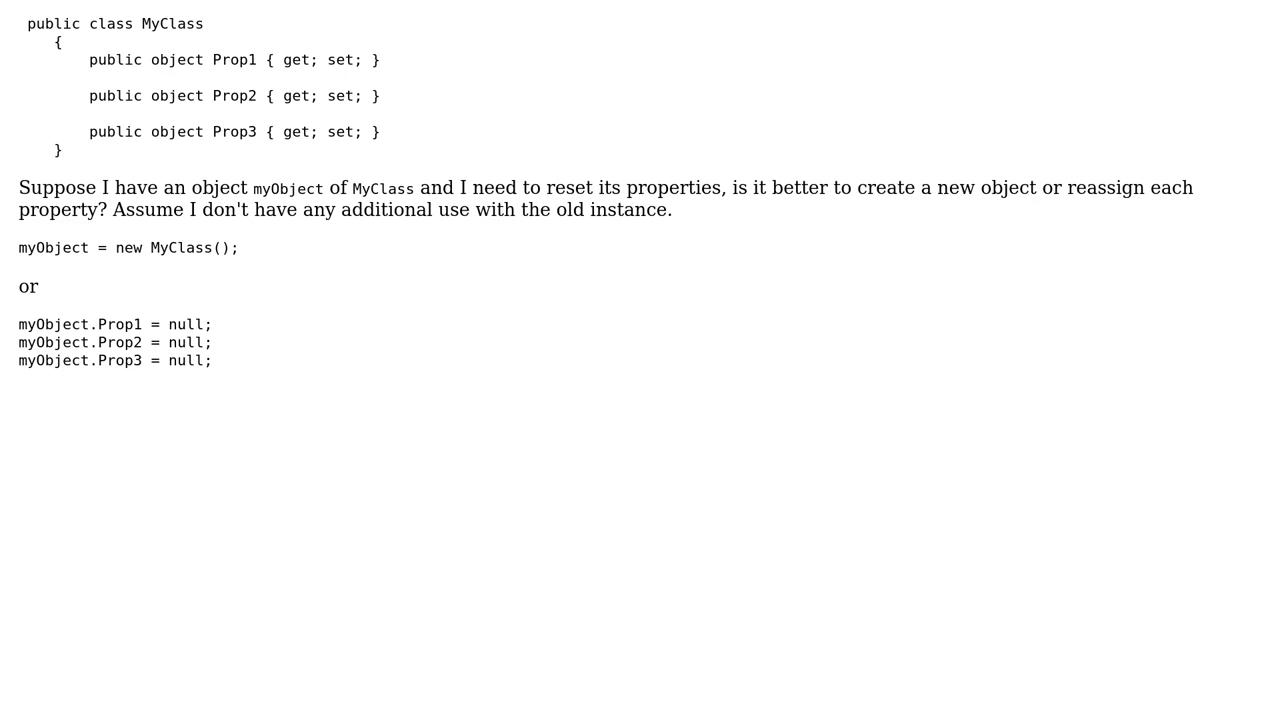 public class MyClass
{
public object Prop1 { get; set; }
public object Prop2 { get; set; }
public object Prop3 { get; set; }
}
Suppose I have an object myObject of MyClass and I need to reset its properties, is it better to create a new object or reassign each
property? Assume I don't have any additional use with the old instance.
myObject = new MyClass();
or
myObject.Prop1 = null;
myObject.Prop2 = null;
myObject.Prop3 = null;